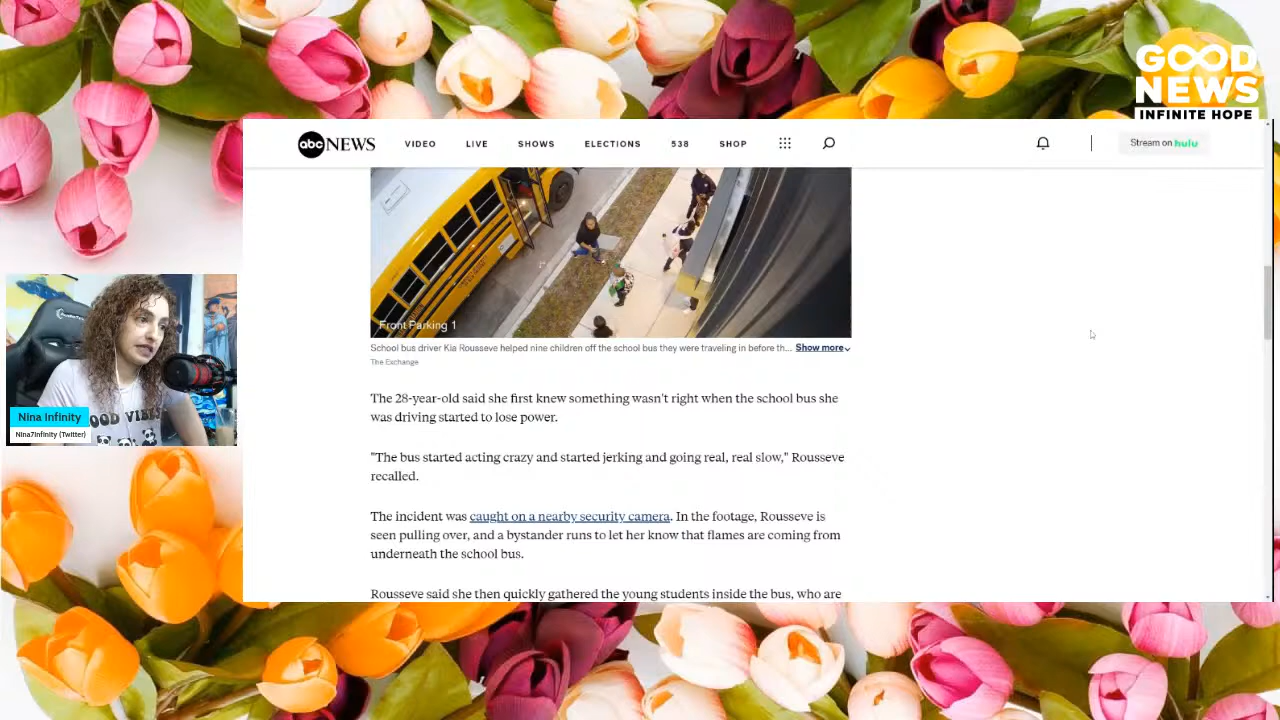 GOOD
NEWS
INFINITE HOPE
abc NEWS
VIDEO
LIVE
SHOWS
ELECTIONS
538
SHOP
Stream on hulu
Front Parking 1
School bus driver Kia Rousseve helped nine children off the school bus they were traveling in before th... Show more
The Exchange
The 28-year-old said she first knew something wasn't right when the school bus she
was driving started to lose power.
"The bus started acting crazy and started jerking and going real, real slow," Rousseve
recalled.
The incident was caught on a nearby security camera. In the footage, Rousseve is
seen pulling over, and a bystander runs to let her know that flames are coming from
underneath the school bus.
Rousseve said she then quickly gathered the young students inside the bus, who are
Nina Infinity
Nina7Infinity (Twitter)
GOOD VIBES